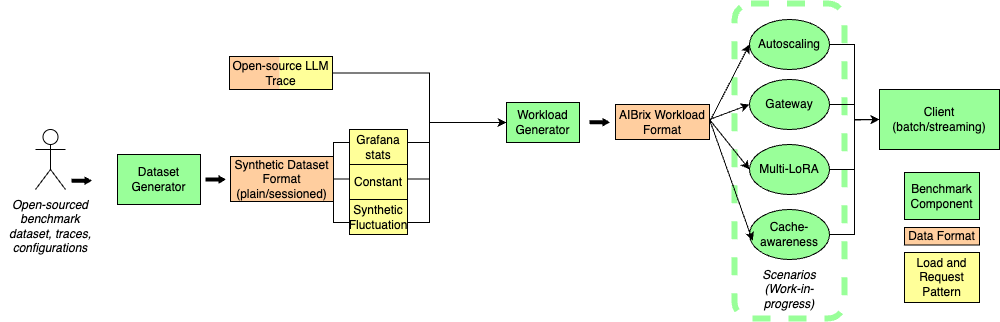 Open-sourced
benchmark
dataset, traces,
configurations
Dataset
Generator
Open-source LLM
Trace
Synthetic Dataset
Format
(plain/sessioned)
Grafana
stats
Constant
Synthetic
Fluctuation
Workload
Generator
AIBrix Workload
Format
Autoscaling
Gateway
Multi-LoRA
Cache-
awareness
Scenarios
(Work-in-
progress)
Client
(batch/streaming)
Benchmark
Component
Data Format
Load and
Request
Pattern